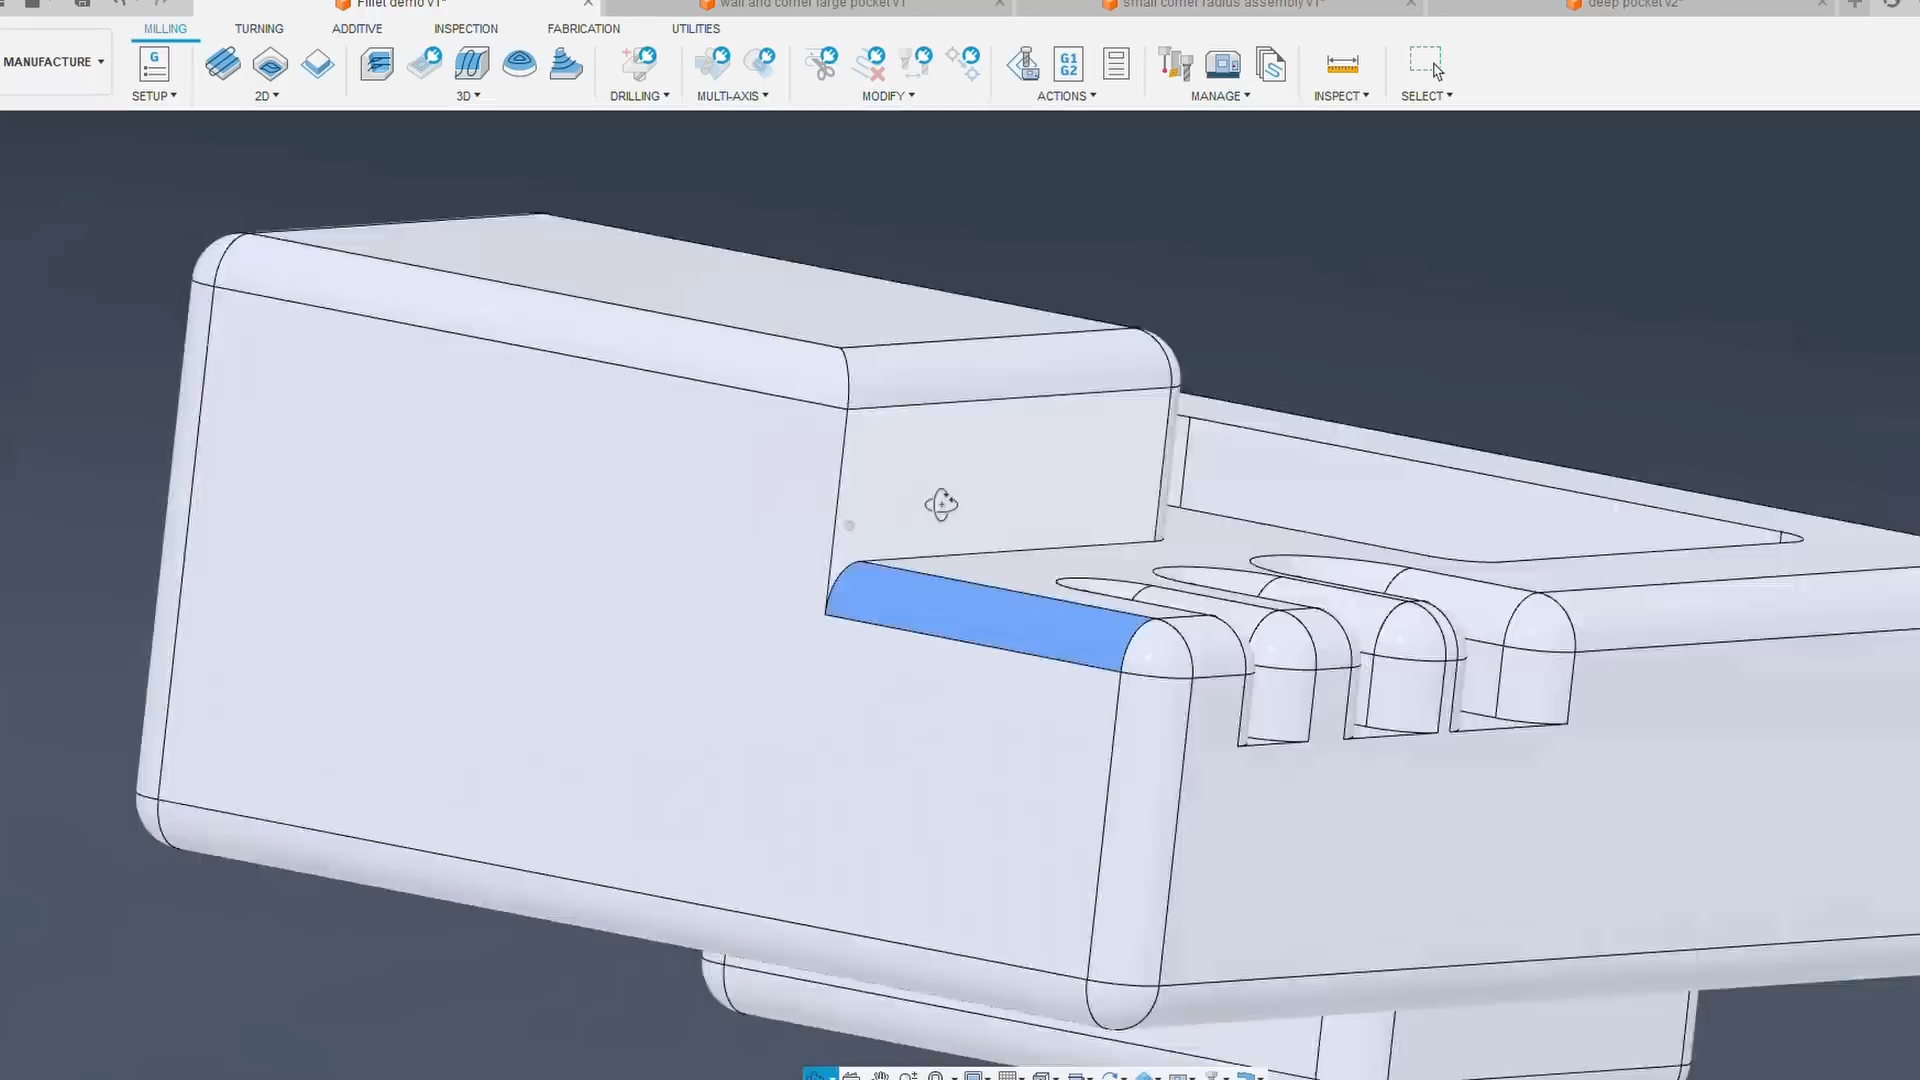 Fillet demo v1*
wall and corner large pocket v1
small corner radius assembly v1*
deep pocket v2*
MILLING TURNING ADDITIVE INSPECTION FABRICATION UTILITIES
MANUFACTURE
G
G1
G2
SETUP 2D 3D DRILLING MULTI-AXIS MODIFY ACTIONS MANAGE INSPECT SELECT